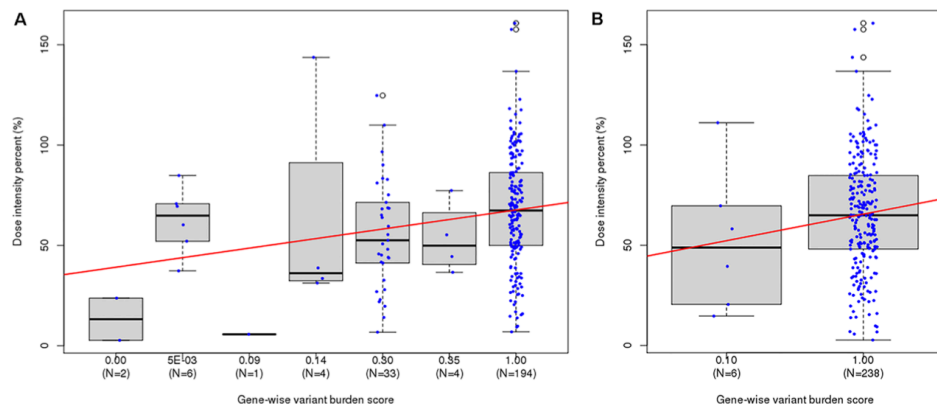 A
Dose intensity percent (%)
150
100
50
0
0.00 5E-03 0.09 0.14 0.30 0.35 1.00
(N=2) (N=6) (N=1) (N=4) (N=33) (N=4) (N=194)
Gene-wise variant burden score
B
Dose intensity percent (%)
150
100
50
0
0.10 1.00
(N=6) (N=238)
Gene-wise variant burden score